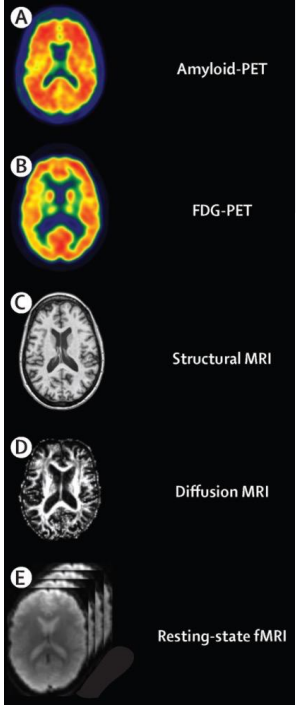 A
Amyloid-PET
B
FDG-PET
C
Structural MRI
D
Diffusion MRI
E
Resting-state fMRI